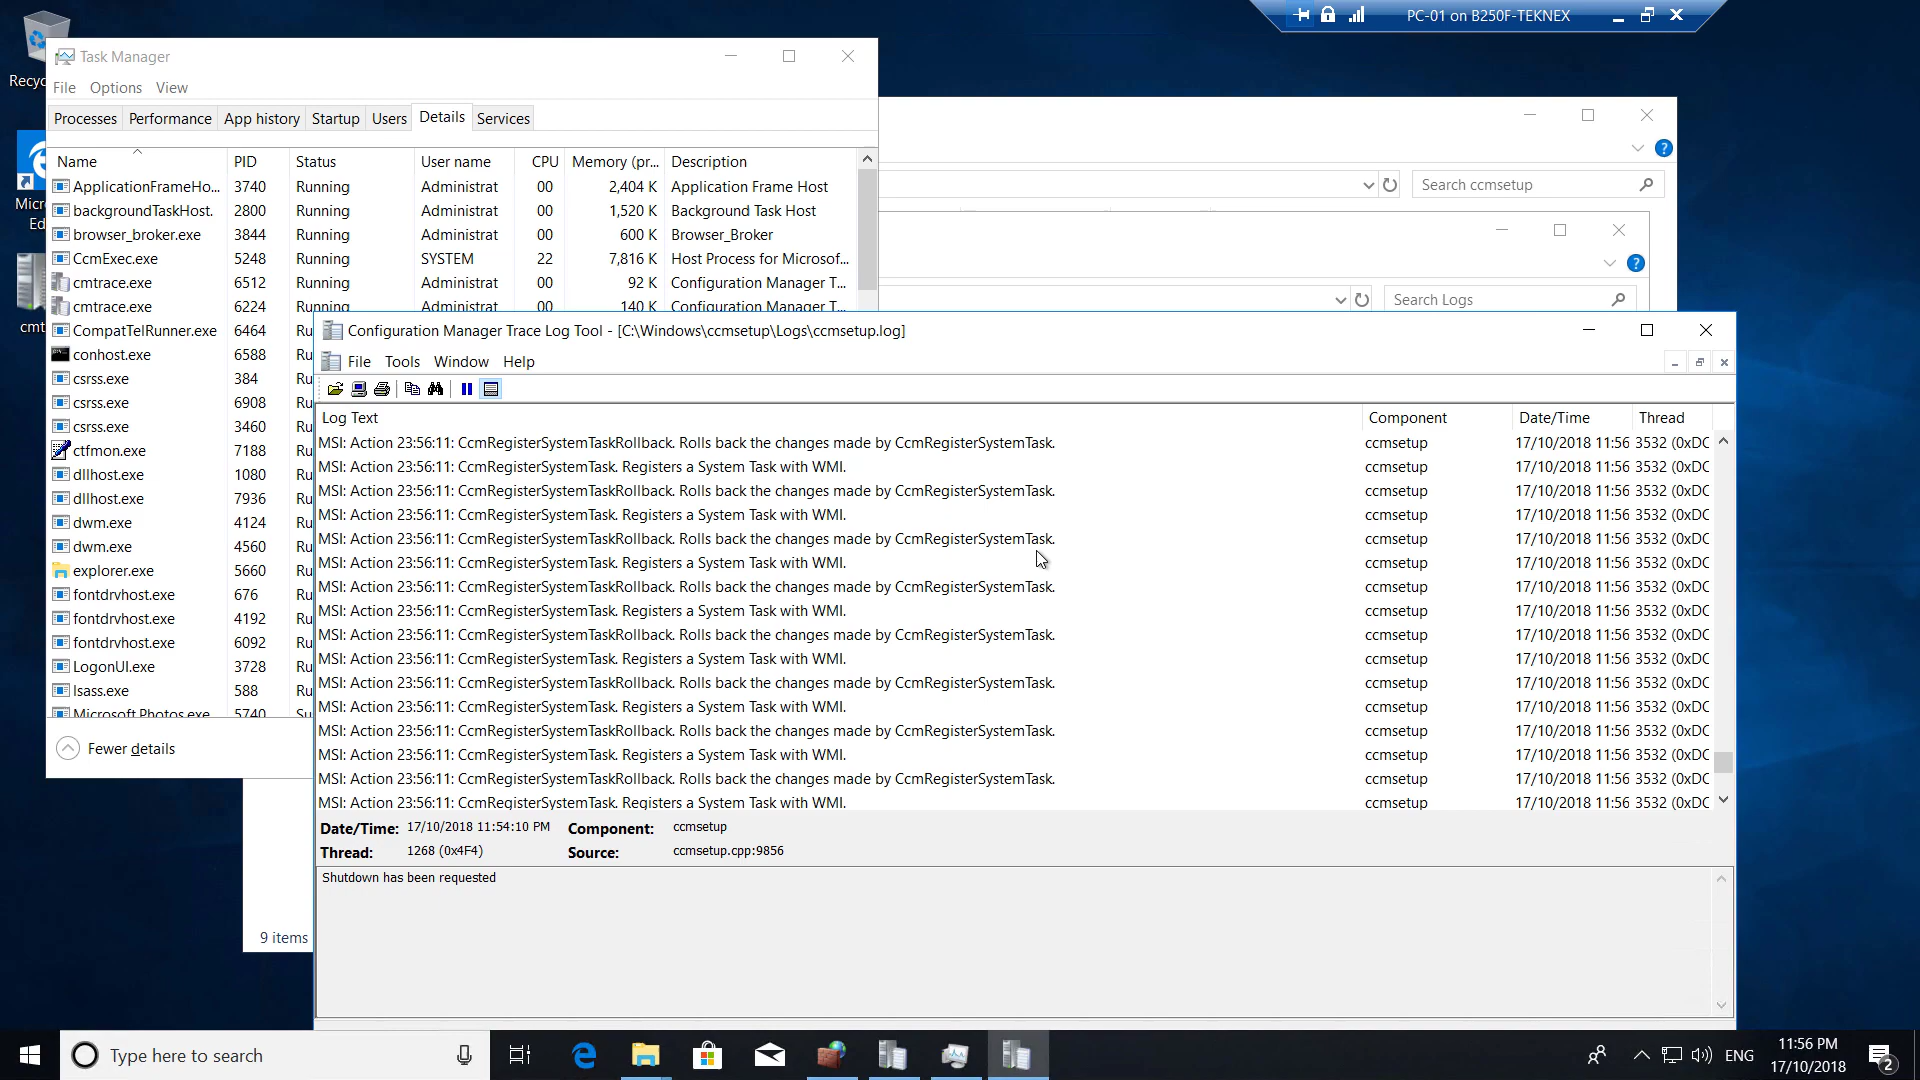 PC-01 on B250F-TEKNEX
Recyc
Task Manager
File Options View
Processes Performance App history Startup Users Details Services
Name PID Status User name CPU Memory (pr... Description
ApplicationFrameHo... 3740 Running Administrat 00 2,404 K Application Frame Host
backgroundTaskHost. 2800 Running Administrat 00 1,520 K Background Task Host
browser_broker.exe 3844 Running Administrat 00 600 K Browser_Broker
CcmExec.exe 5248 Running SYSTEM 22 7,816 K Host Process for Microsof...
cmtrace.exe 6512 Running Administrat 00 92 K Configuration Manager T...
cmtrace.exe 6224 Running Administrat 00 140 K Configuration Manager T...
CompatTelRunner.exe 6464 Ru
conhost.exe 6588 Ru
csrss.exe 384 Ru
csrss.exe 6908 Ru
csrss.exe 3460 Ru
ctfmon.exe 7188 Ru
dllhost.exe 1080 Ru
dllhost.exe 7936 Ru
dwm.exe 4124 Ru
dwm.exe 4560 Ru
explorer.exe 5660 Ru
fontdrvhost.exe 676 Ru
fontdrvhost.exe 4192 Ru
fontdrvhost.exe 6092 Ru
LogonUI.exe 3728 Ru
lsass.exe 588 Ru
Microsoft.Photos.exe 5740 Su
Fewer details
Micr
Ed
cmt
Search ccmsetup
Search Logs
9 items
Configuration Manager Trace Log Tool - [C:\Windows\ccmsetup\Logs\ccmsetup.log]
File Tools Window Help
Log Text Component Date/Time Thread
MSI: Action 23:56:11: CcmRegisterSystemTaskRollback. Rolls back the changes made by CcmRegisterSystemTask. ccmsetup 17/10/2018 11:56 3532 (0xDC
MSI: Action 23:56:11: CcmRegisterSystemTask. Registers a System Task with WMI. ccmsetup 17/10/2018 11:56 3532 (0xDC
MSI: Action 23:56:11: CcmRegisterSystemTaskRollback. Rolls back the changes made by CcmRegisterSystemTask. ccmsetup 17/10/2018 11:56 3532 (0xDC
MSI: Action 23:56:11: CcmRegisterSystemTask. Registers a System Task with WMI. ccmsetup 17/10/2018 11:56 3532 (0xDC
MSI: Action 23:56:11: CcmRegisterSystemTaskRollback. Rolls back the changes made by CcmRegisterSystemTask. ccmsetup 17/10/2018 11:56 3532 (0xDC
MSI: Action 23:56:11: CcmRegisterSystemTask. Registers a System Task with WMI. ccmsetup 17/10/2018 11:56 3532 (0xDC
MSI: Action 23:56:11: CcmRegisterSystemTaskRollback. Rolls back the changes made by CcmRegisterSystemTask. ccmsetup 17/10/2018 11:56 3532 (0xDC
MSI: Action 23:56:11: CcmRegisterSystemTask. Registers a System Task with WMI. ccmsetup 17/10/2018 11:56 3532 (0xDC
MSI: Action 23:56:11: CcmRegisterSystemTaskRollback. Rolls back the changes made by CcmRegisterSystemTask. ccmsetup 17/10/2018 11:56 3532 (0xDC
MSI: Action 23:56:11: CcmRegisterSystemTask. Registers a System Task with WMI. ccmsetup 17/10/2018 11:56 3532 (0xDC
MSI: Action 23:56:11: CcmRegisterSystemTaskRollback. Rolls back the changes made by CcmRegisterSystemTask. ccmsetup 17/10/2018 11:56 3532 (0xDC
MSI: Action 23:56:11: CcmRegisterSystemTask. Registers a System Task with WMI. ccmsetup 17/10/2018 11:56 3532 (0xDC
MSI: Action 23:56:11: CcmRegisterSystemTaskRollback. Rolls back the changes made by CcmRegisterSystemTask. ccmsetup 17/10/2018 11:56 3532 (0xDC
MSI: Action 23:56:11: CcmRegisterSystemTask. Registers a System Task with WMI. ccmsetup 17/10/2018 11:56 3532 (0xDC
MSI: Action 23:56:11: CcmRegisterSystemTaskRollback. Rolls back the changes made by CcmRegisterSystemTask. ccmsetup 17/10/2018 11:56 3532 (0xDC
MSI: Action 23:56:11: CcmRegisterSystemTask. Registers a System Task with WMI. ccmsetup 17/10/2018 11:56 3532 (0xDC
Date/Time: 17/10/2018 11:54:10 PM Component: ccmsetup
Thread: 1268 (0x4F4) Source: ccmsetup.cpp:9856
Shutdown has been requested
Type here to search
ENG
11:56 PM
17/10/2018
2